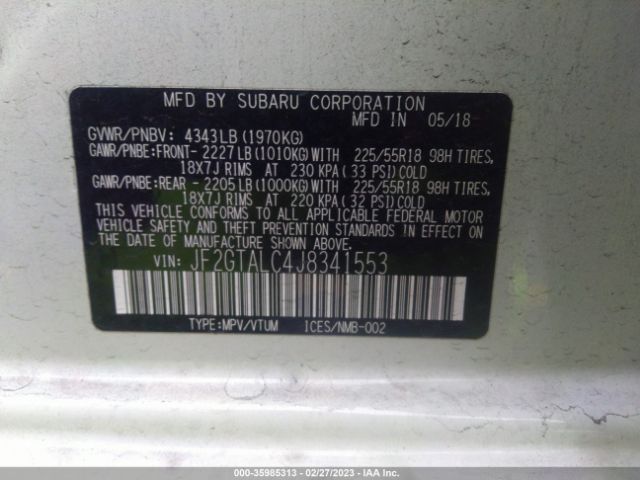 MFD BY SUBARU CORPORATION
MFD IN 05/18
GVWR/PNBV: 4343LB(1970KG)
GAWR/PNBE:FRONT- 2227LB(1010KG)WITH 225/55R18 98H TIRES,
18X7J RIMS AT 230 KPA( 33 PSI)COLD
GAWR/PNBE:REAR - 2205LB(1000KG)WITH 225/55R18 98H TIRES,
18X7J RIMS AT 220 KPA( 32 PSI)COLD
THIS VEHICLE CONFORMS TO ALL APPLICABLE FEDERAL MOTOR
VEHICLE SAFETY AND THEFT PREVENTION STANDARDS IN EFFECT
ON THE DATE OF MANUFACTURE SHOWN ABOVE.
VIN: JF2GTALC4J8341553
TYPE:MPV/VTUM ICES/NMB-002
000-35985313 - 02/27/2023 - IAA Inc.